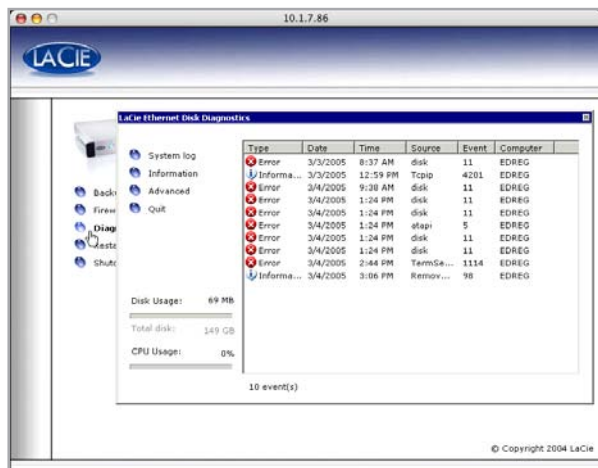 10.1.7.86
LACIE
LaCie Ethernet Disk Diagnostics
System log
Information
Advanced
Quit
Back
Firew
Diag
Resta
Shut
Type Date Time Source Event Computer
Error 3/3/2005 8:37 AM disk 11 EDREG
Informa... 3/3/2005 12:59 PM Tcpip 4201 EDREG
Error 3/4/2005 9:38 AM disk 11 EDREG
Error 3/4/2005 1:24 PM disk 11 EDREG
Error 3/4/2005 1:24 PM disk 11 EDREG
Error 3/4/2005 1:24 PM atapi 5 EDREG
Error 3/4/2005 1:24 PM disk 11 EDREG
Error 3/4/2005 1:24 PM disk 11 EDREG
Error 3/4/2005 2:44 PM TermSe... 1114 EDREG
Informa... 3/4/2005 3:06 PM Remov... 98 EDREG
Disk Usage: 69 MB
Total disk: 149 GB
CPU Usage: 0%
10 event(s)
© Copyright 2004 LaCie